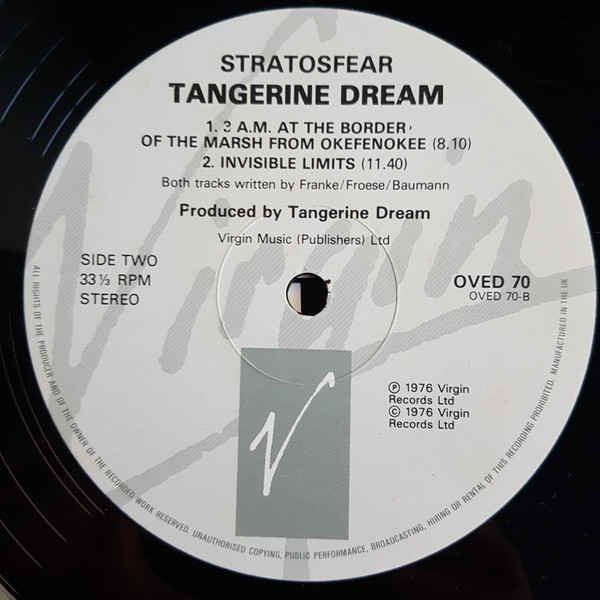 STRATOSFEAR
TANGERINE DREAM
1. 3 A.M. AT THE BORDER
OF THE MARSH FROM OKEFENOKEE (8.10)
2. INVISIBLE LIMITS (11.40)
Both tracks written by Franke/Froese/Baumann
Produced by Tangerine Dream
Virgin Music (Publishers) Ltd
SIDE TWO
33⅓ RPM
STEREO
OVED 70
OVED 70-B
Virgin
V
℗ 1976 Virgin
Records Ltd
© 1976 Virgin
Records Ltd
ALL RIGHTS OF THE PRODUCER AND OF THE OWNER OF THE RECORDED WORK RESERVED. UNAUTHORISED COPYING, PUBLIC PERFORMANCE, BROADCASTING, HIRING OR RENTAL OF THIS RECORDING PROHIBITED. MANUFACTURED IN THE UK